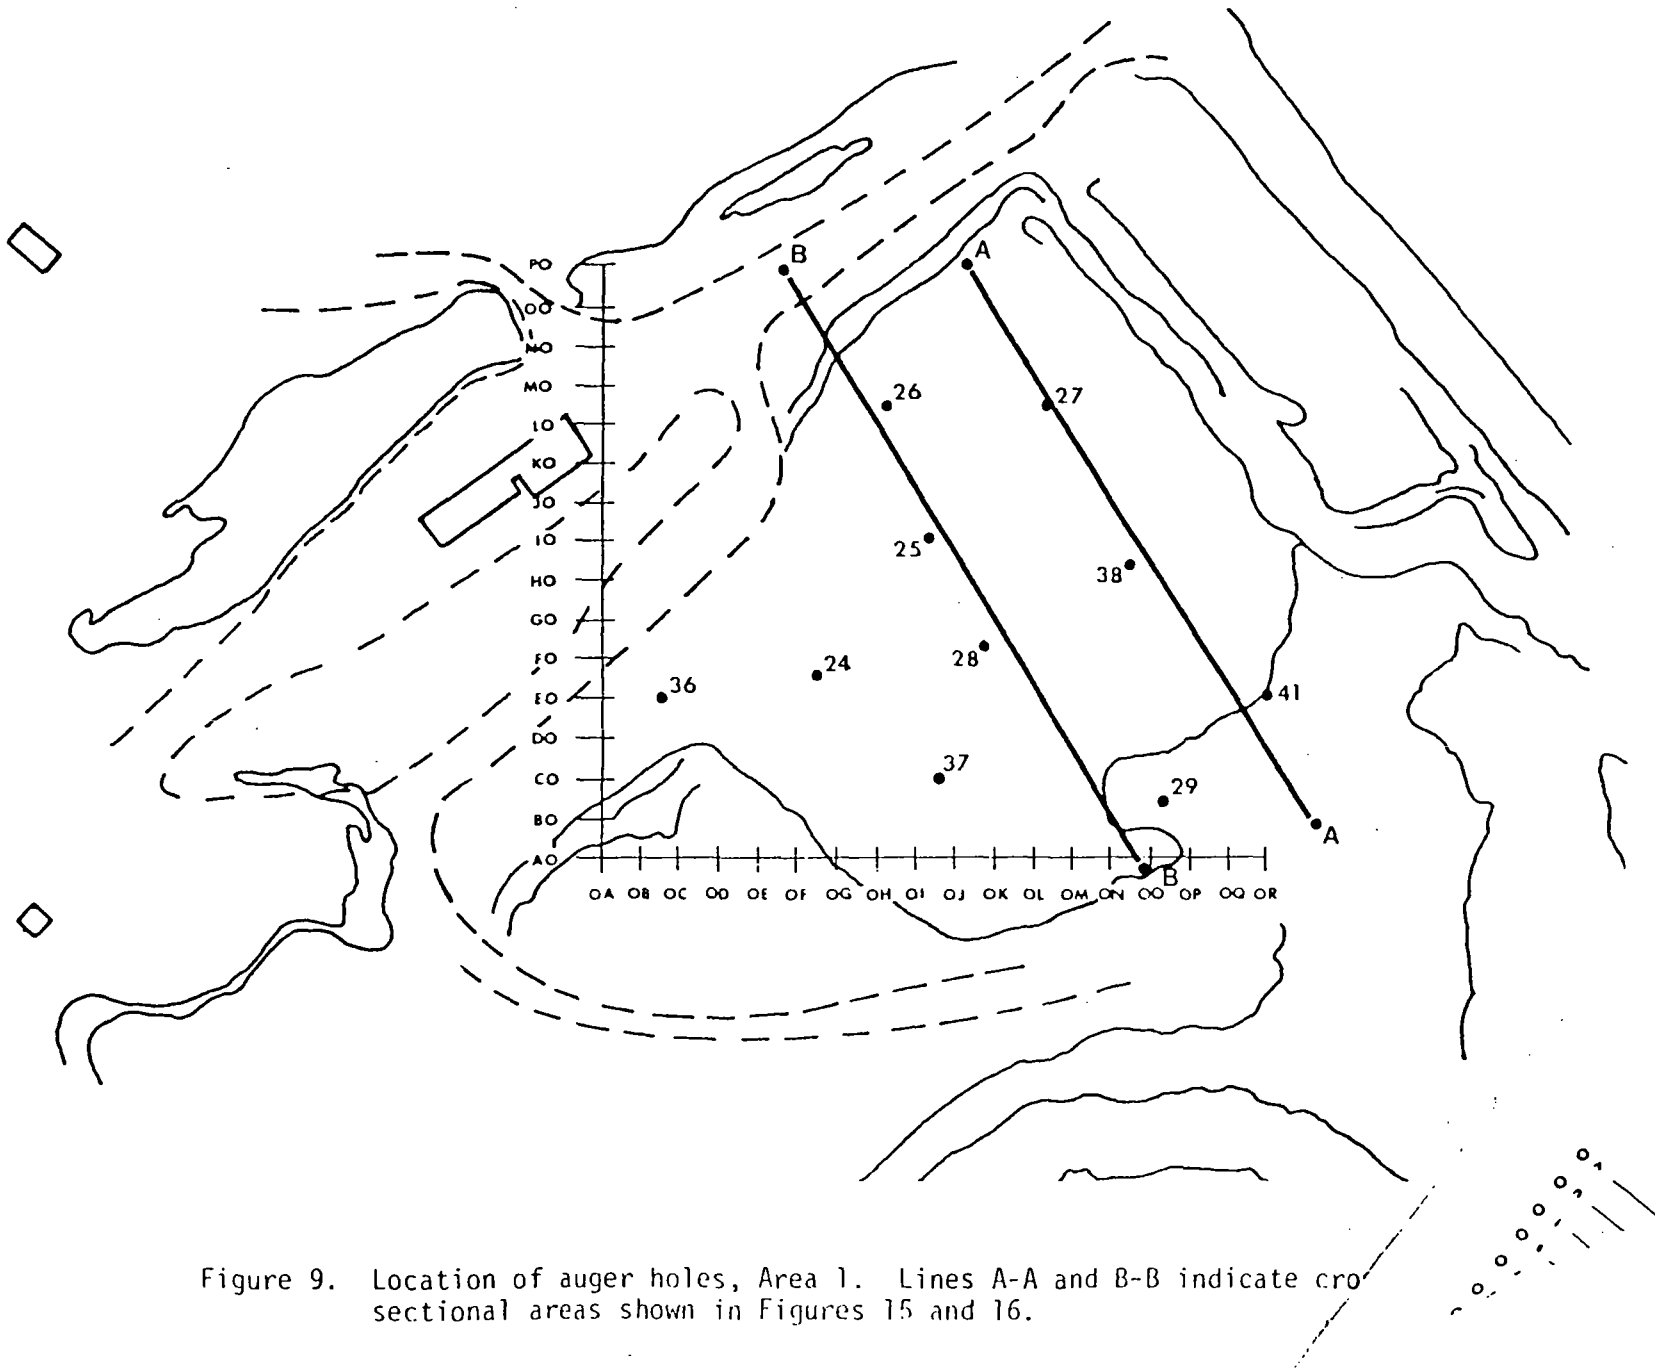 B
A
PO
OO
NO
MO
26
27
LO
KO
JO
IO
25
38
HO
GO
FO
24
28
36
EO
41
DO
37
CO
29
BO
A
AO
B
OA OB OC OD OE OF OG OH OI OJ OK OL OM ON OO OP OQ OR
Figure 9. Location of auger holes, Area 1. Lines A-A and B-B indicate cro
sectional areas shown in Figures 15 and 16.